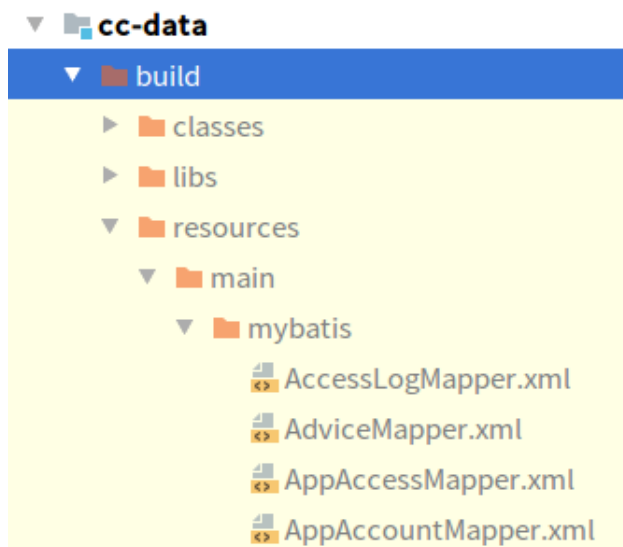 cc-data
build
classes
libs
resources
main
mybatis
AccessLogMapper.xml
AdviceMapper.xml
AppAccessMapper.xml
AppAccountMapper.xml